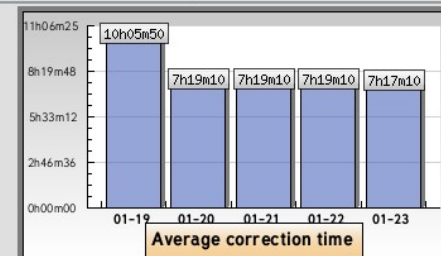 11h06m25
10h05m50
8h19m48
7h19m10 7h19m10 7h19m10 7h17m10
5h33m12
2h46m36
0h00m00
01-19 01-20 01-21 01-22 01-23
Average correction time